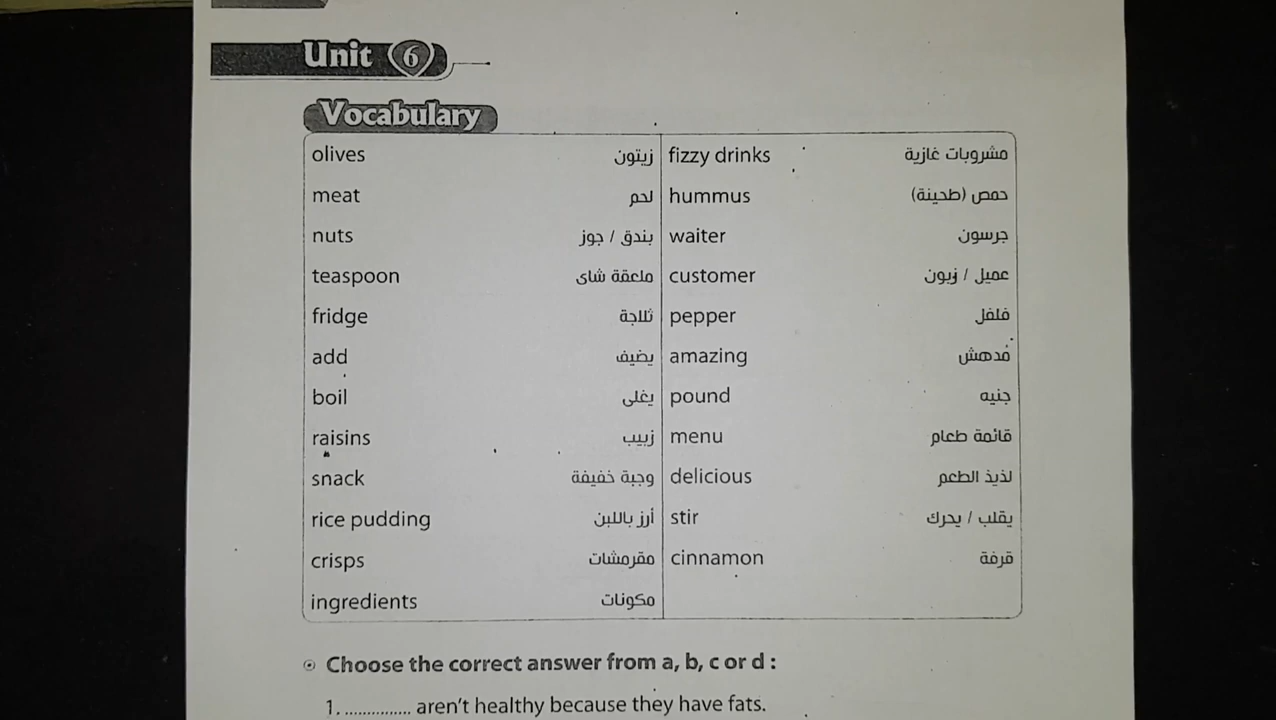 Unit 6
Vocabulary
olives زيتون fizzy drinks مشروبات غازية
meat لحم hummus حمص (طحينة)
nuts بندق / جوز waiter جرسون
teaspoon ملعقة شاى customer عميل / زبون
fridge ثلاجة pepper فلفل
add يضيف amazing مُدهش
boil يغلى pound جنيه
raisins زبيب menu قائمة طعام
snack وجبة خفيفة delicious لذيذ الطعم
rice pudding أرز باللبن stir يقلب / يحرك
crisps مقرمشات cinnamon قرفة
ingredients مكونات
Choose the correct answer from a, b, c or d :
1. ............... aren't healthy because they have fats.